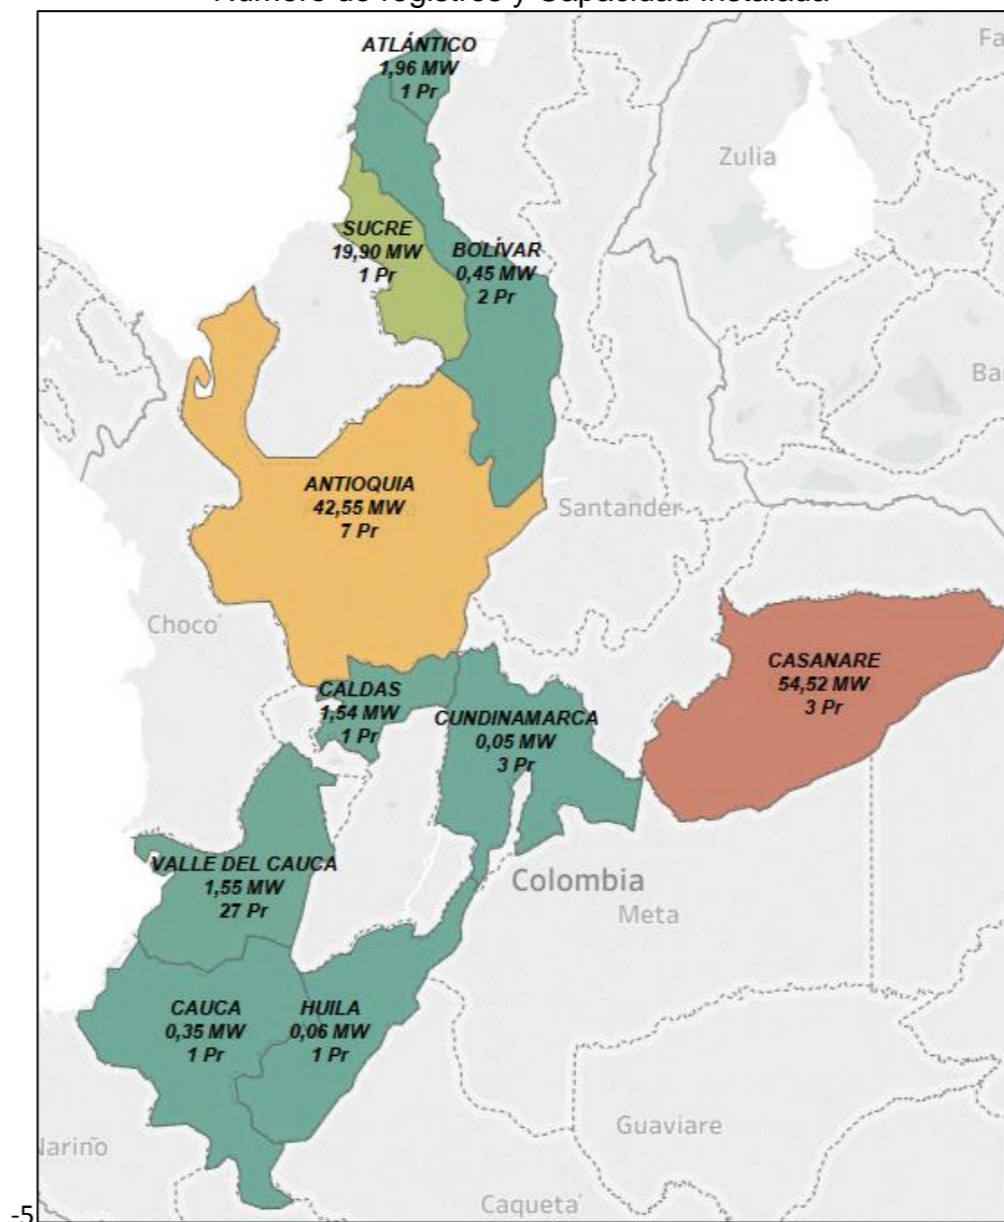 Número de registros y Capacidad Instalada
ATLÁNTICO
1,96 MW
1 Pr
Fa
Zulia
SUCRE
19,90 MW
1 Pr
BOLÍVAR
0,45 MW
2 Pr
Ba
ANTIOQUIA
42,55 MW
7 Pr
Santander
Choco
CASANARE
54,52 MW
3 Pr
CALDAS
1,54 MW
1 Pr
CUNDINAMARCA
0,05 MW
3 Pr
VALLE DEL CAUCA
1,55 MW
27 Pr
Colombia
Meta
CAUCA
0,35 MW
1 Pr
HUILA
0,06 MW
1 Pr
Guaviare
Nariño
Caqueta
-5